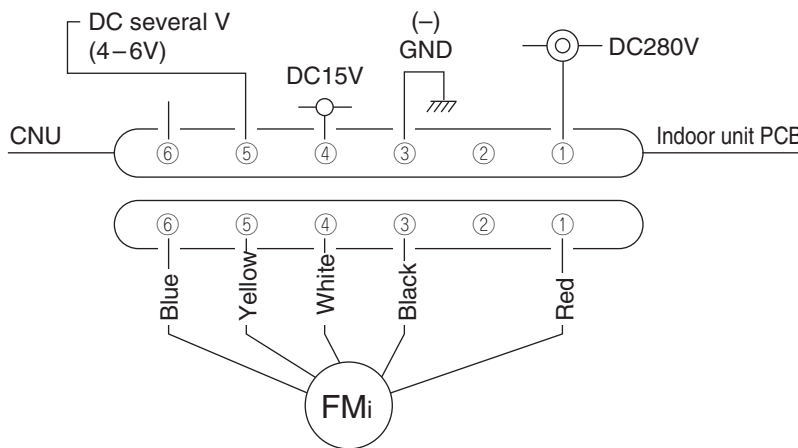 DC several V
(4–6V)
(–)
GND
DC15V
DC280V
CNU
⑥ ⑤ ④ ③ ② ①
Indoor unit PCB
⑥ ⑤ ④ ③ ② ①
Blue
Yellow
White
Black
Red
FMi